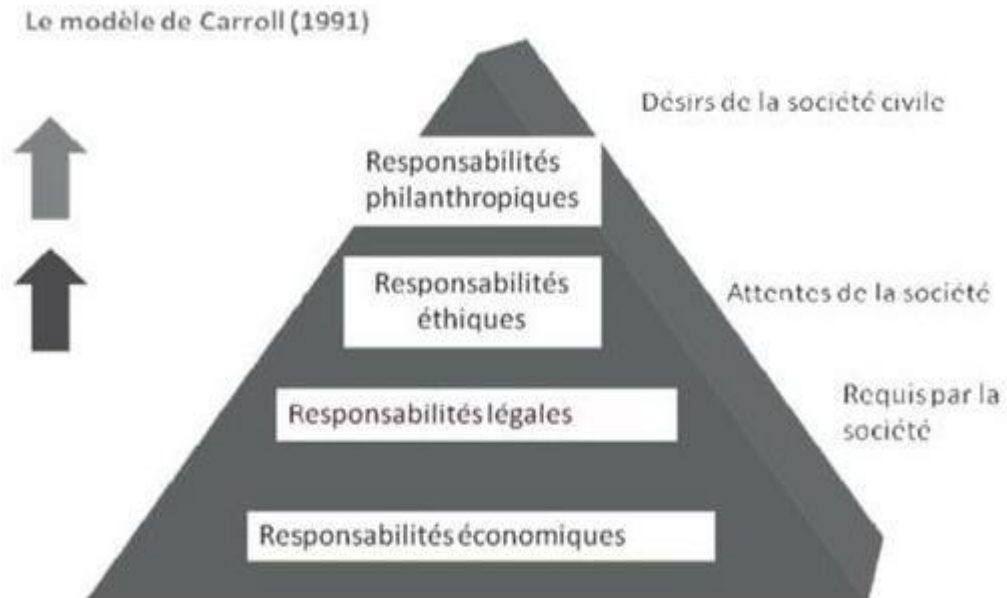 Le modèle de Carroll (1991)
Désirs de la société civile
Responsabilités
philanthropiques
Responsabilités
éthiques
Attentes de la société
Requis par la
société
Responsabilités légales
Responsabilités économiques